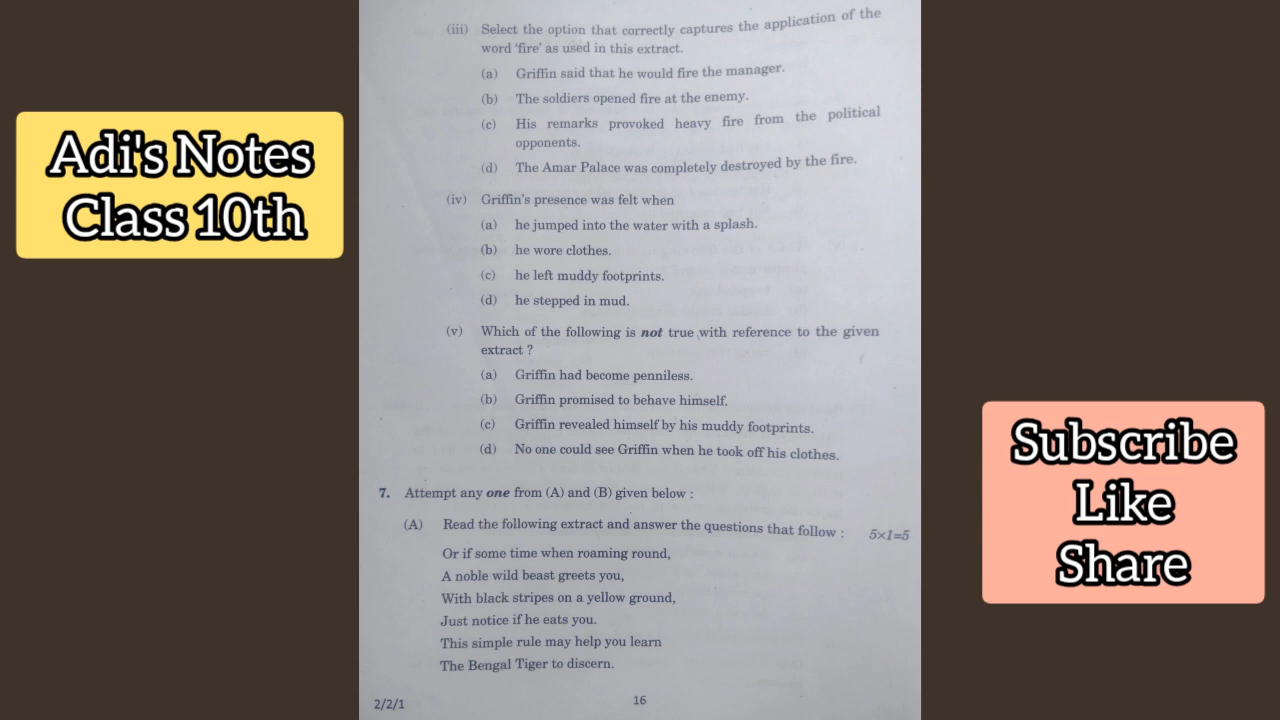 Adi's Notes
Class 10th
(iii) Select the option that correctly captures the application of the
word 'fire' as used in this extract.
(a) Griffin said that he would fire the manager.
(b) The soldiers opened fire at the enemy.
(c) His remarks provoked heavy fire from the political
opponents.
(d) The Amar Palace was completely destroyed by the fire.
(iv) Griffin's presence was felt when
(a) he jumped into the water with a splash.
(b) he wore clothes.
(c) he left muddy footprints.
(d) he stepped in mud.
(v) Which of the following is not true with reference to the given
extract ?
(a) Griffin had become penniless.
(b) Griffin promised to behave himself.
(c) Griffin revealed himself by his muddy footprints.
(d) No one could see Griffin when he took off his clothes.
7. Attempt any one from (A) and (B) given below :
(A) Read the following extract and answer the questions that follow : 5×1=5
Or if some time when roaming round,
A noble wild beast greets you,
With black stripes on a yellow ground,
Just notice if he eats you.
This simple rule may help you learn
The Bengal Tiger to discern.
2/2/1 16
Subscribe
Like
Share